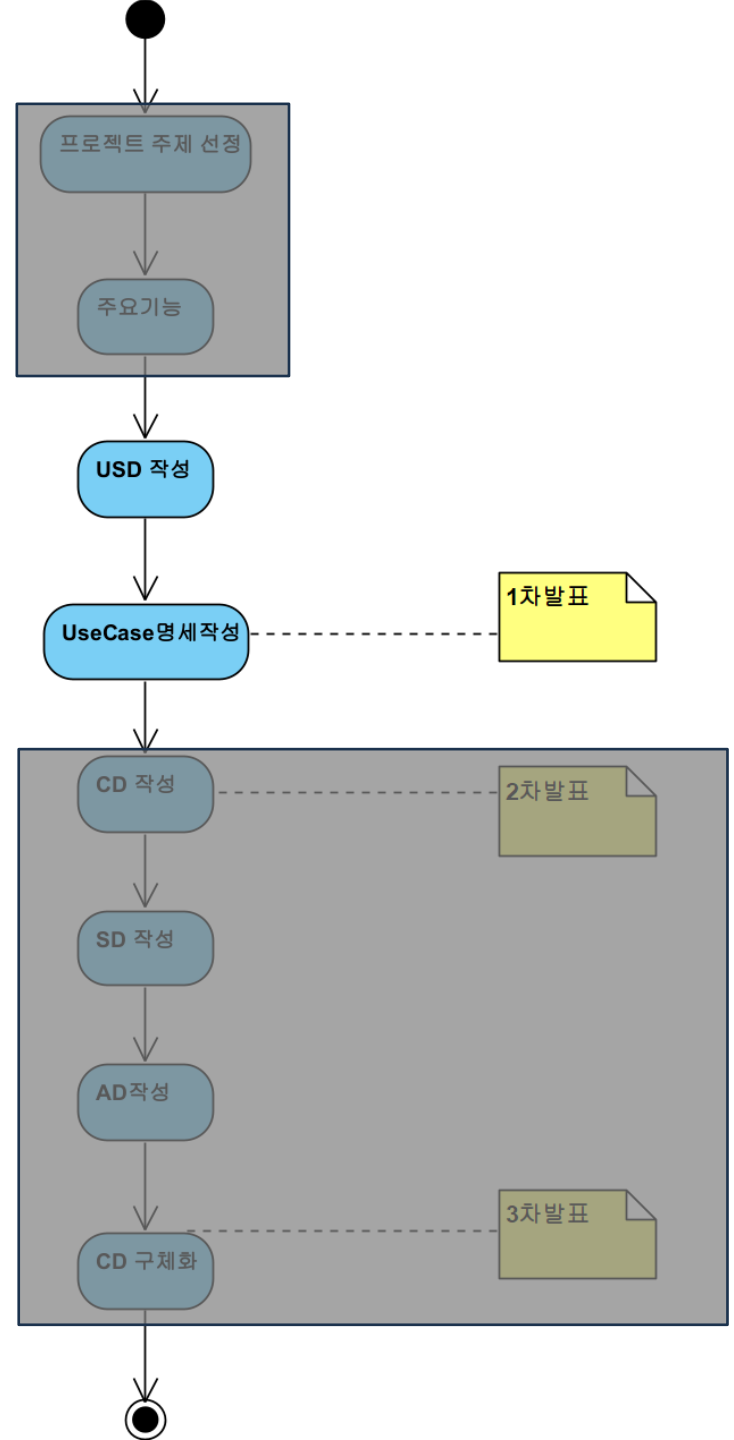 프로젝트 주제 선정
주요기능
USD 작성
UseCase명세작성
1차발표
CD 작성
2차발표
SD 작성
AD작성
3차발표
CD 구체화